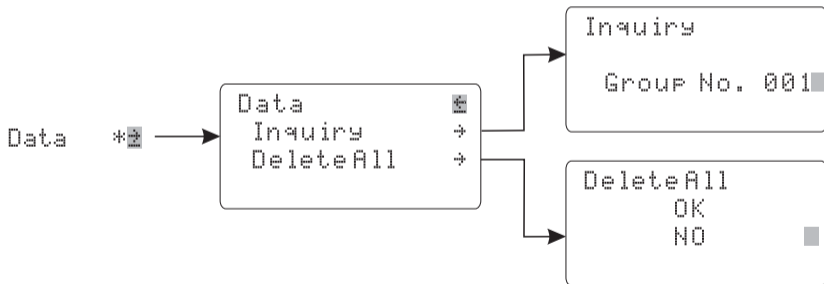 Data *→
Data ←
Inquiry →
DeleteAll →
Inquiry
Group No. 001
DeleteAll
OK
NO